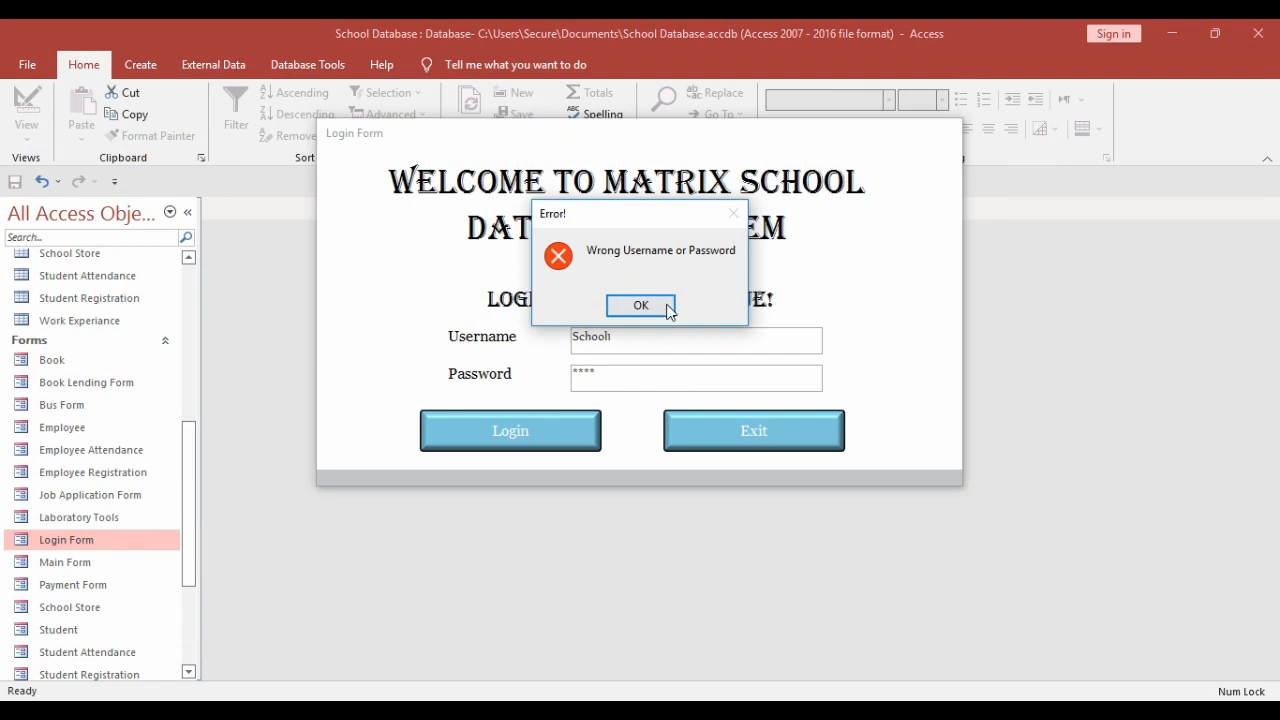 School Database : Database- C:\Users\Secure\Documents\School Database.accdb (Access 2007 - 2016 file format) - Access
Sign in
File Home Create External Data Database Tools Help Tell me what you want to do
View
Views
Paste
Cut
Copy
Format Painter
Clipboard
Filter
Ascending
Descending
Remove
Sort
Selection
Advanced
New
Save
Totals
Spelling
Replace
Go To
All Access Obje...
Search...
School Store
Student Attendance
Student Registration
Work Experiance
Forms
Book
Book Lending Form
Bus Form
Employee
Employee Attendance
Employee Registration
Job Application Form
Laboratory Tools
Login Form
Main Form
Payment Form
School Store
Student
Student Attendance
Student Registration
Login Form
WELCOME TO MATRIX SCHOOL
DAT EM
LOGI E!
Error!
Wrong Username or Password
OK
Username School1
Password ****
Login Exit
Ready Num Lock